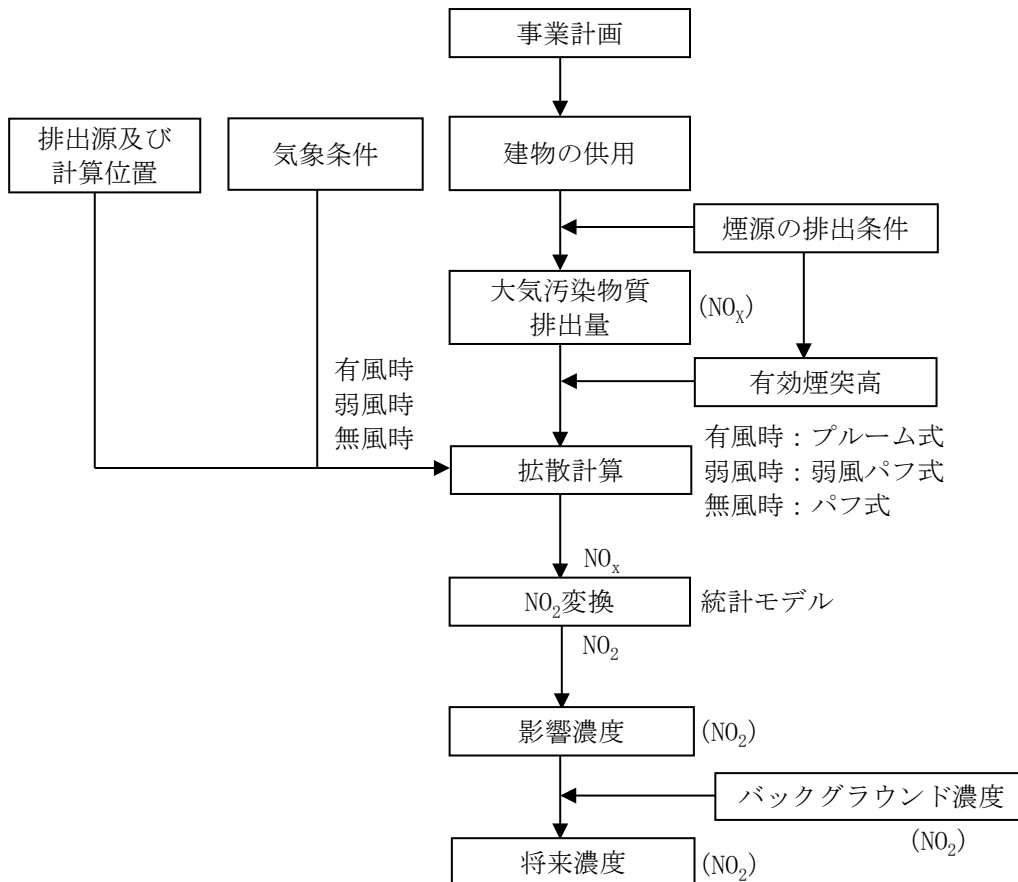 事業計画
排出源及び
計算位置
気象条件
建物の供用
煙源の排出条件
大気汚染物質
排出量
(NOX)
有風時
弱風時
無風時
有効煙突高
拡散計算
有風時：プルーム式
弱風時：弱風パフ式
無風時：パフ式
NOx
NO2変換
統計モデル
NO2
影響濃度
(NO2)
バックグラウンド濃度
(NO2)
将来濃度
(NO2)